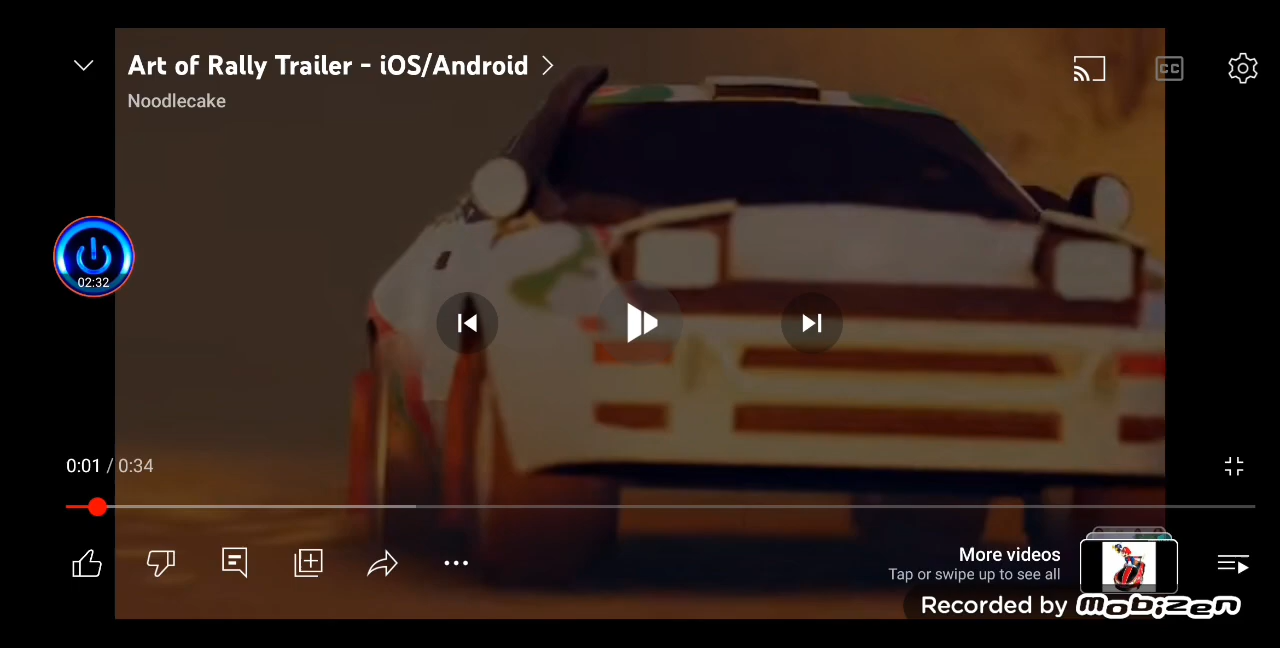 Art of Rally Trailer - iOS/Android
Noodlecake
CC
02:32
0:01 / 0:34
More videos
Tap or swipe up to see all
Recorded by Mobizen